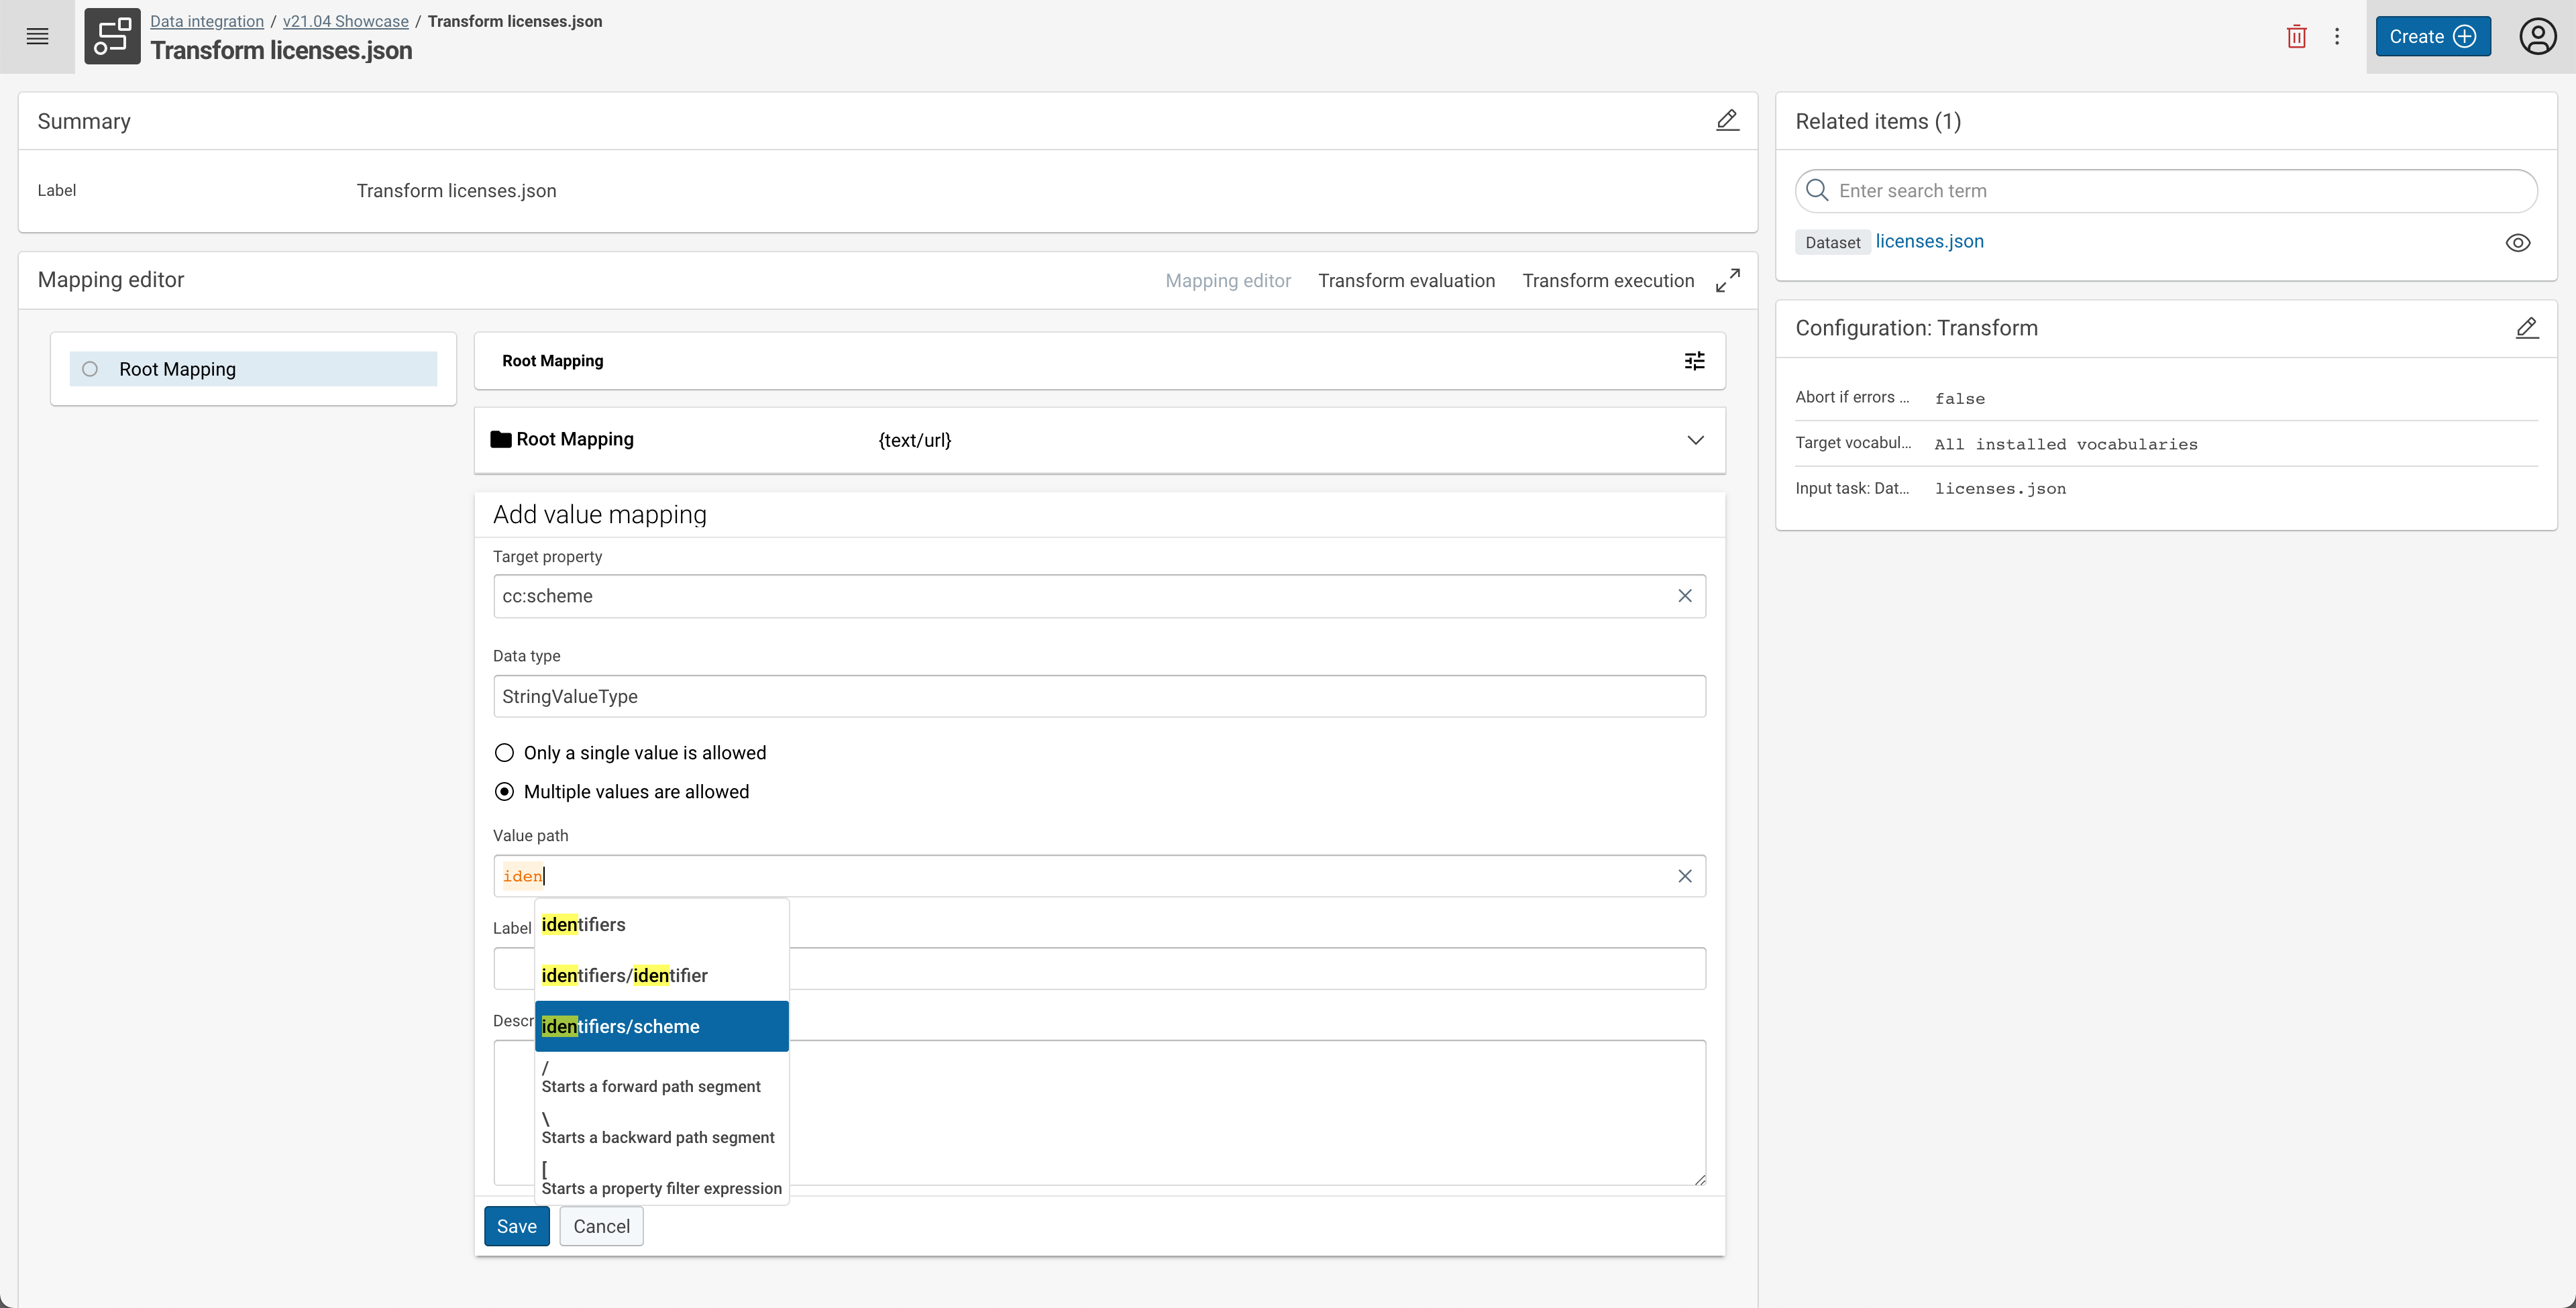 Data integration / v21.04 Showcase / Transform licenses.json
Transform licenses.json
Create
Summary
Label
Transform licenses.json
Mapping editor
Mapping editor
Transform evaluation
Transform execution
Root Mapping
Root Mapping
Root Mapping
{text/url}
Add value mapping
Target property
cc:scheme
Data type
StringValueType
Only a single value is allowed
Multiple values are allowed
Value path
iden
Label
identifiers
identifiers/identifier
Descr
identifiers/scheme
/
Starts a forward path segment
\
Starts a backward path segment
[
Starts a property filter expression
Save
Cancel
Related items (1)
Enter search term
Dataset licenses.json
Configuration: Transform
Abort if errors ... false
Target vocabul... All installed vocabularies
Input task: Dat... licenses.json